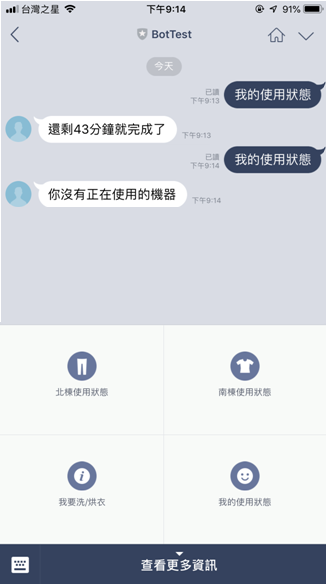 台灣之星 下午9:14 91%
BotTest
今天
已讀
下午9:13
我的使用狀態
還剩43分鐘就完成了
下午9:13
已讀
下午9:14
我的使用狀態
你沒有正在使用的機器
下午9:14
北棟使用狀態 南棟使用狀態
我要洗/烘衣 我的使用狀態
查看更多資訊